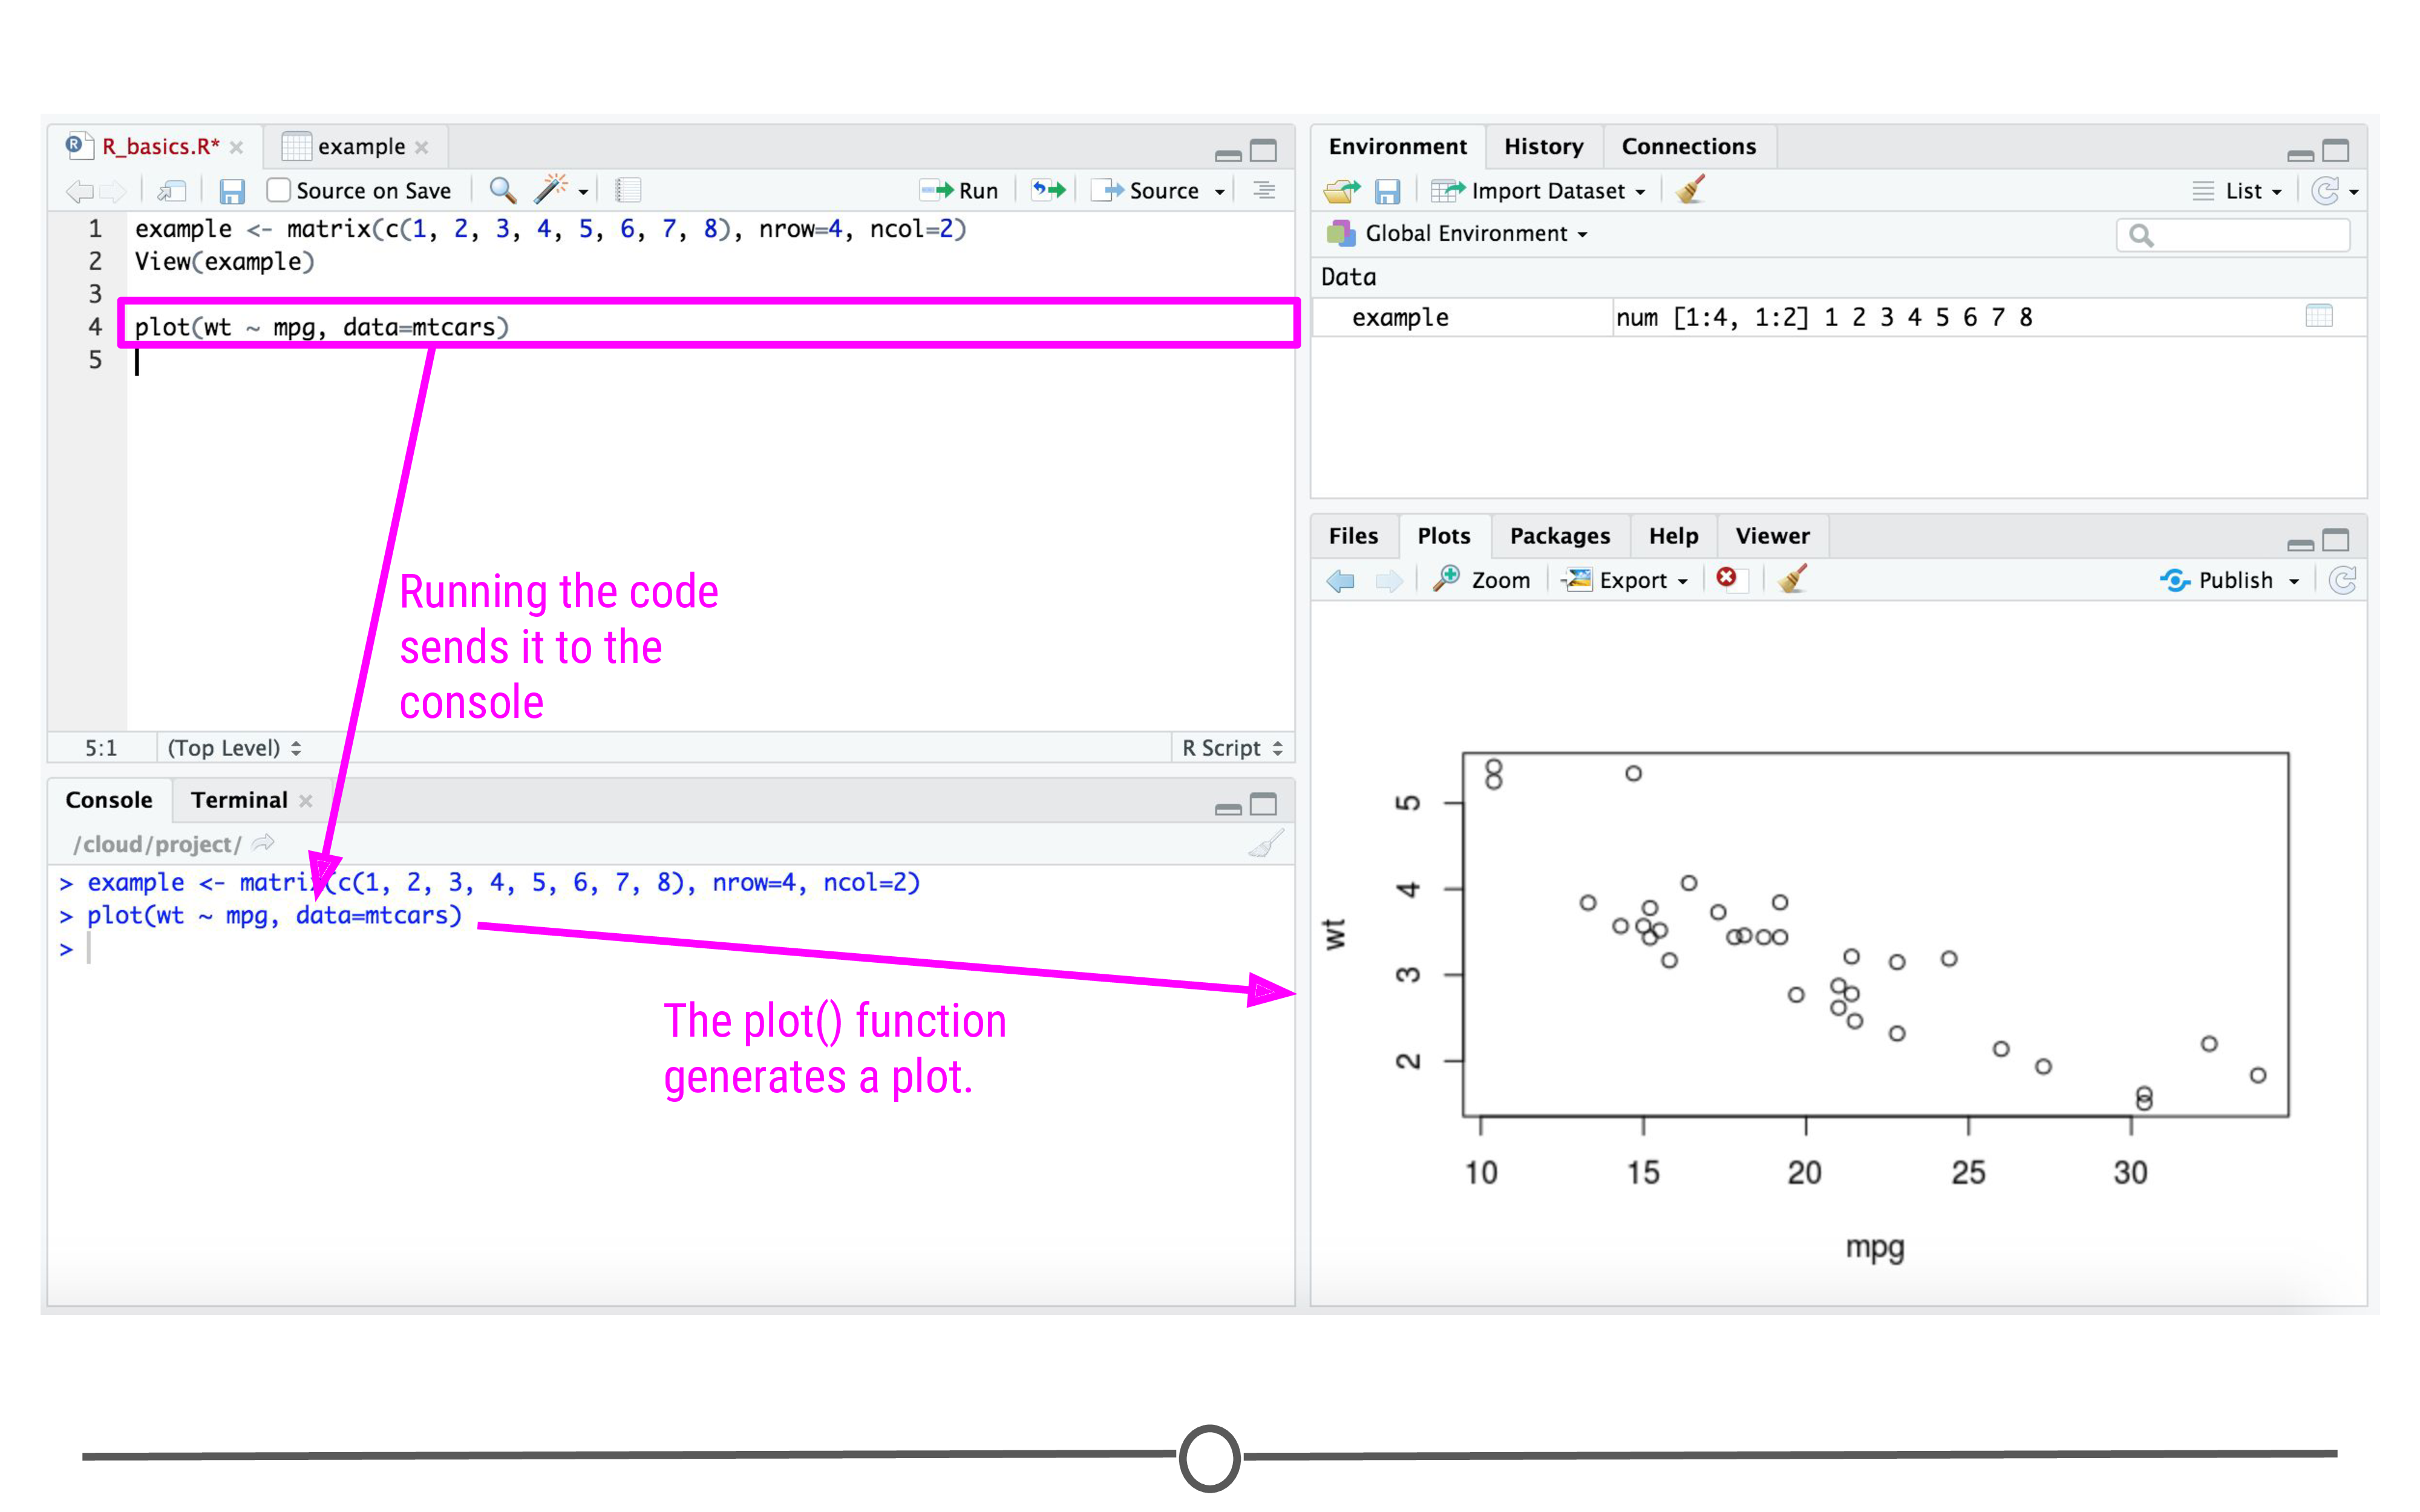 R_basics.R* example
Source on Save Run Source
1 example <- matrix(c(1, 2, 3, 4, 5, 6, 7, 8), nrow=4, ncol=2)
2 View(example)
3
4 plot(wt ~ mpg, data=mtcars)
5
Running the code
sends it to the
console
5:1 (Top Level) R Script
Console Terminal
/cloud/project/
> example <- matrix(c(1, 2, 3, 4, 5, 6, 7, 8), nrow=4, ncol=2)
> plot(wt ~ mpg, data=mtcars)
>
The plot() function
generates a plot.
Environment History Connections
Import Dataset List
Global Environment
Data
example num [1:4, 1:2] 1 2 3 4 5 6 7 8
Files Plots Packages Help Viewer
Zoom Export Publish
5
4
3
2
wt
10 15 20 25 30
mpg